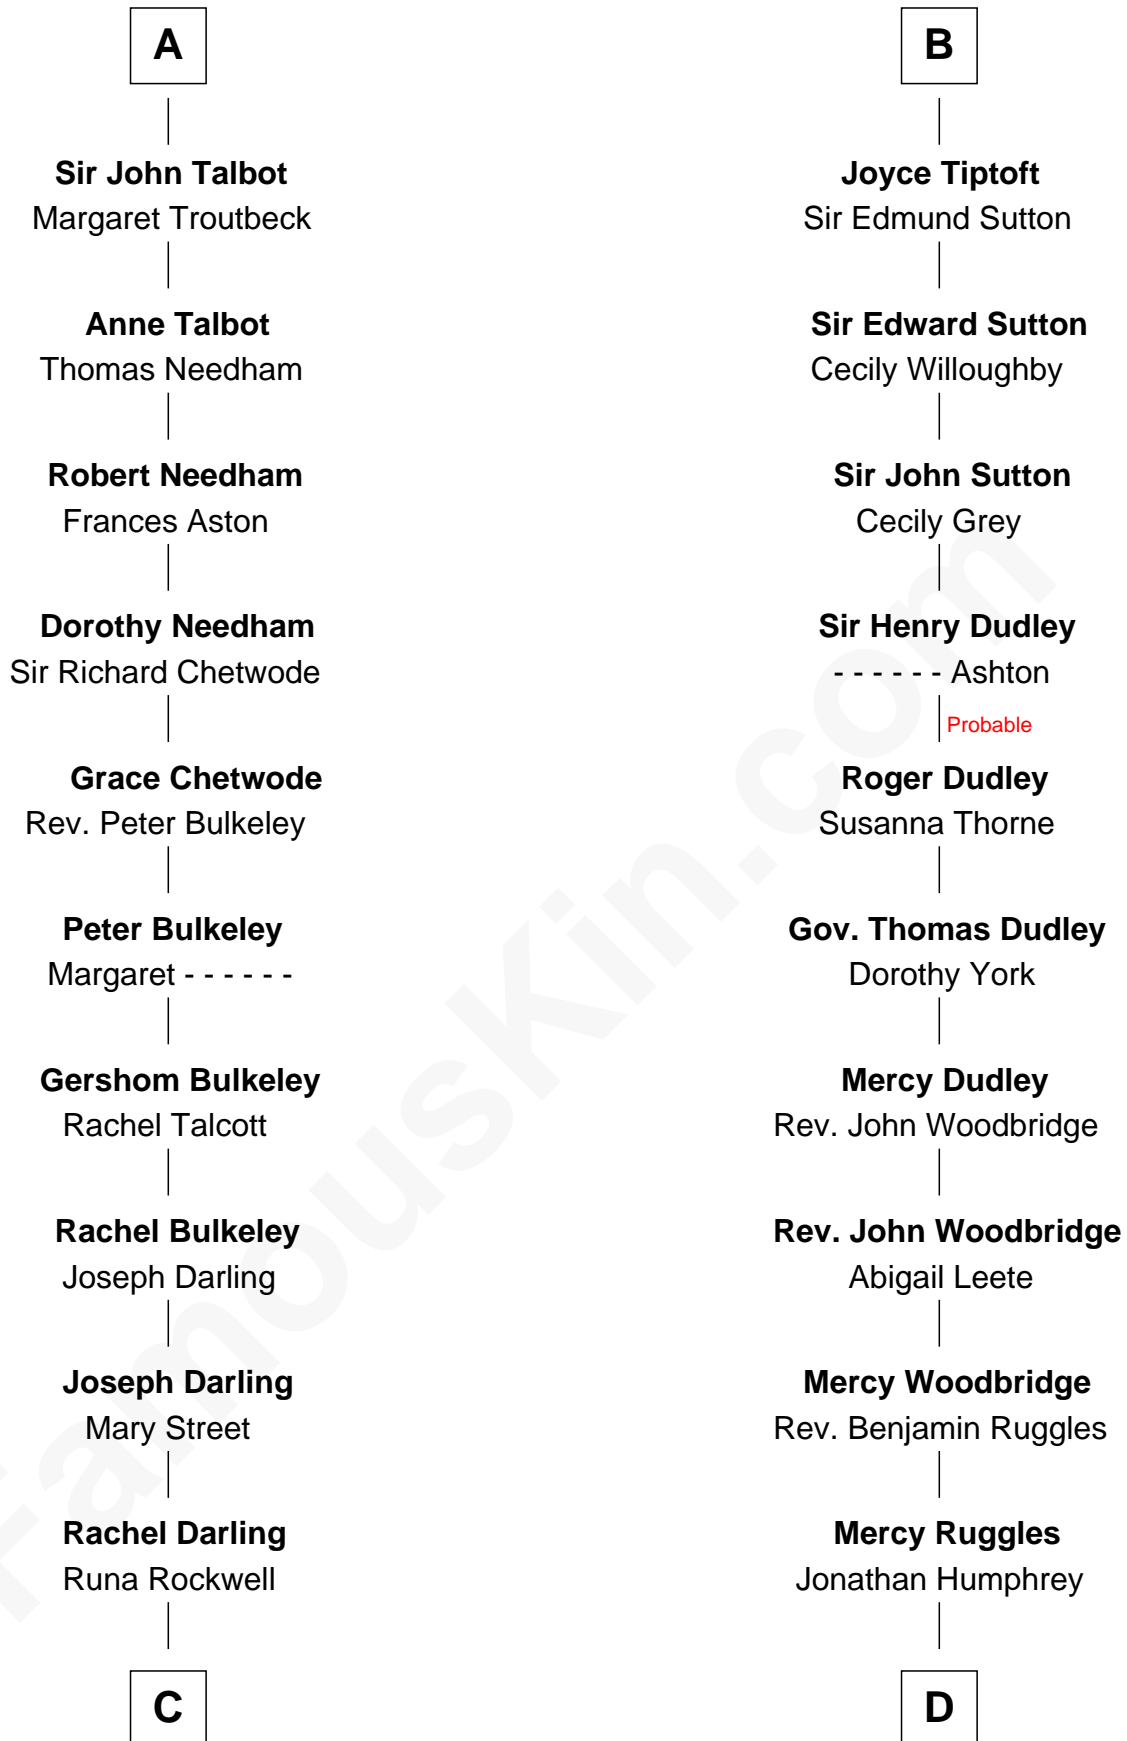 A
Sir John Talbot
Margaret Troutbeck
Anne Talbot
Thomas Needham
Robert Needham
Frances Aston
Dorothy Needham
Sir Richard Chetwode
Grace Chetwode
Rev. Peter Bulkeley
Peter Bulkeley
Margaret - - - - - -
Gershom Bulkeley
Rachel Talcott
Rachel Bulkeley
Joseph Darling
Joseph Darling
Mary Street
Rachel Darling
Runa Rockwell
C
B
Joyce Tiptoft
Sir Edmund Sutton
Sir Edward Sutton
Cecily Willoughby
Sir John Sutton
Cecily Grey
Sir Henry Dudley
- - - - - - Ashton
Probable
Roger Dudley
Susanna Thorne
Gov. Thomas Dudley
Dorothy York
Mercy Dudley
Rev. John Woodbridge
Rev. John Woodbridge
Abigail Leete
Mercy Woodbridge
Rev. Benjamin Ruggles
Mercy Ruggles
Jonathan Humphrey
D
FamousKin.com